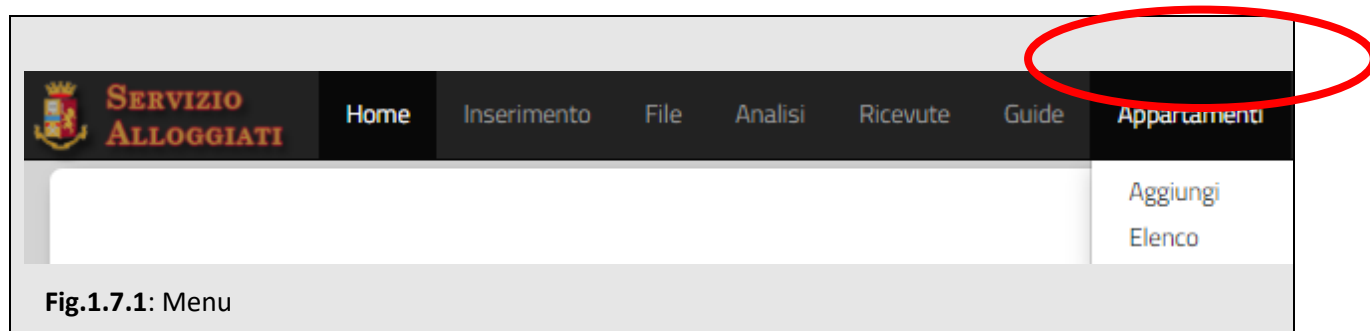 SERVIZIO
ALLOGGIATI
Home Inserimento File Analisi Ricevute Guide Appartamenti
Aggiungi
Elenco
Fig.1.7.1: Menu